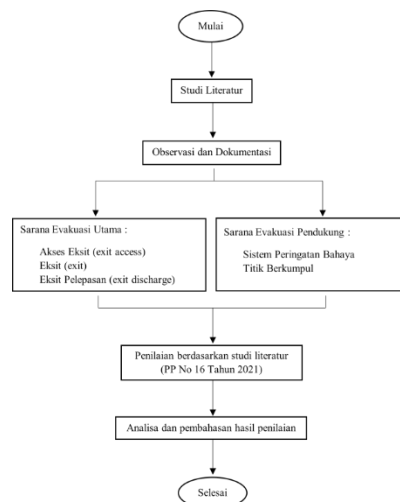 Mulai
Studi Literatur
Observasi dan Dokumentasi
Sarana Evakuasi Utama :
Akses Eksit (exit access)
Eksit (exit)
Eksit Pelepasan (exit discharge)
Sarana Evakuasi Pendukung :
Sistem Peringatan Bahaya
Titik Berkumpul
Penilaian berdasarkan studi literatur
(PP No 16 Tahun 2021)
Analisa dan pembahasan hasil penilaian
Selesai